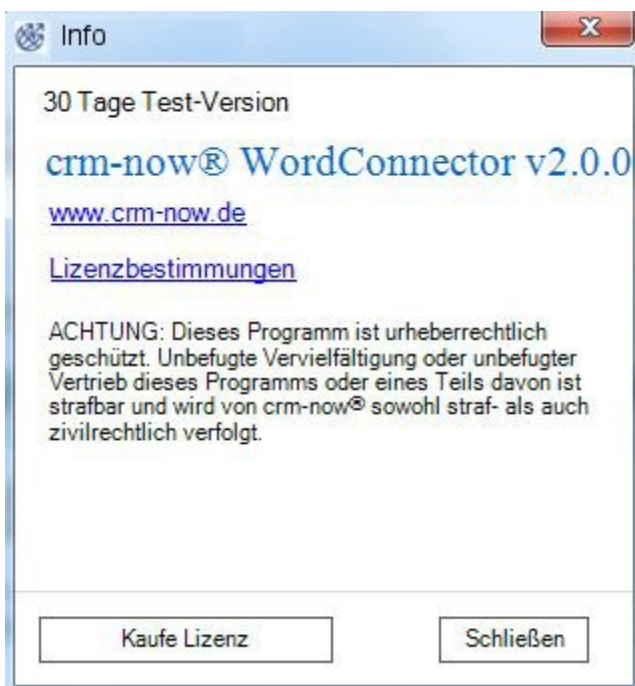 Info
30 Tage Test-Version
crm-now® WordConnector v2.0.0
www.crm-now.de
Lizenzbestimmungen
ACHTUNG: Dieses Programm ist urheberrechtlich
geschützt. Unbefugte Vervielfältigung oder unbefugter
Vertrieb dieses Programms oder eines Teils davon ist
strafbar und wird von crm-now® sowohl straf- als auch
zivilrechtlich verfolgt.
Kaufe Lizenz
Schließen